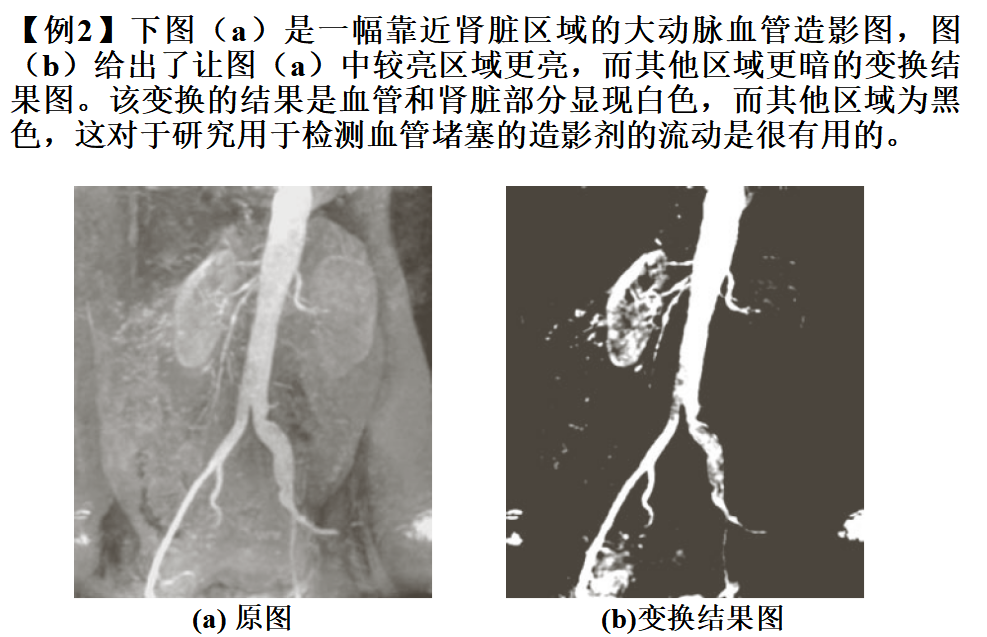 【例2】下图（a）是一幅靠近肾脏区域的大动脉血管造影图，图
（b）给出了让图（a）中较亮区域更亮，而其他区域更暗的变换结
果图。该变换的结果是血管和肾脏部分显现白色，而其他区域为黑
色，这对于研究用于检测血管堵塞的造影剂的流动是很有用的。
(a) 原图
(b)变换结果图